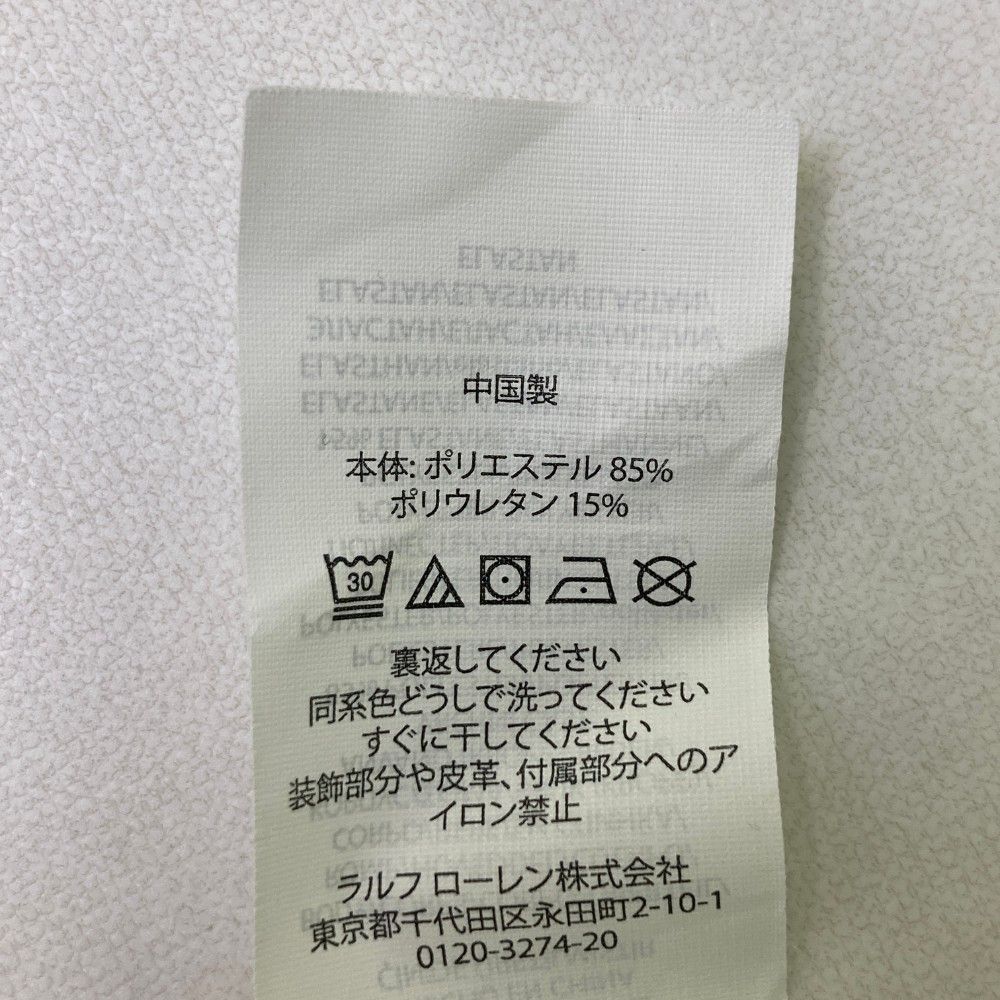 中国製
本体: ポリエステル 85%
ポリウレタン 15%
30
裏返してください
同系色どうしで洗ってください
すぐに干してください
装飾部分や皮革、付属部分へのア
イロン禁止
ラルフ ローレン株式会社
東京都千代田区永田町2-10-1
0120-3274-20